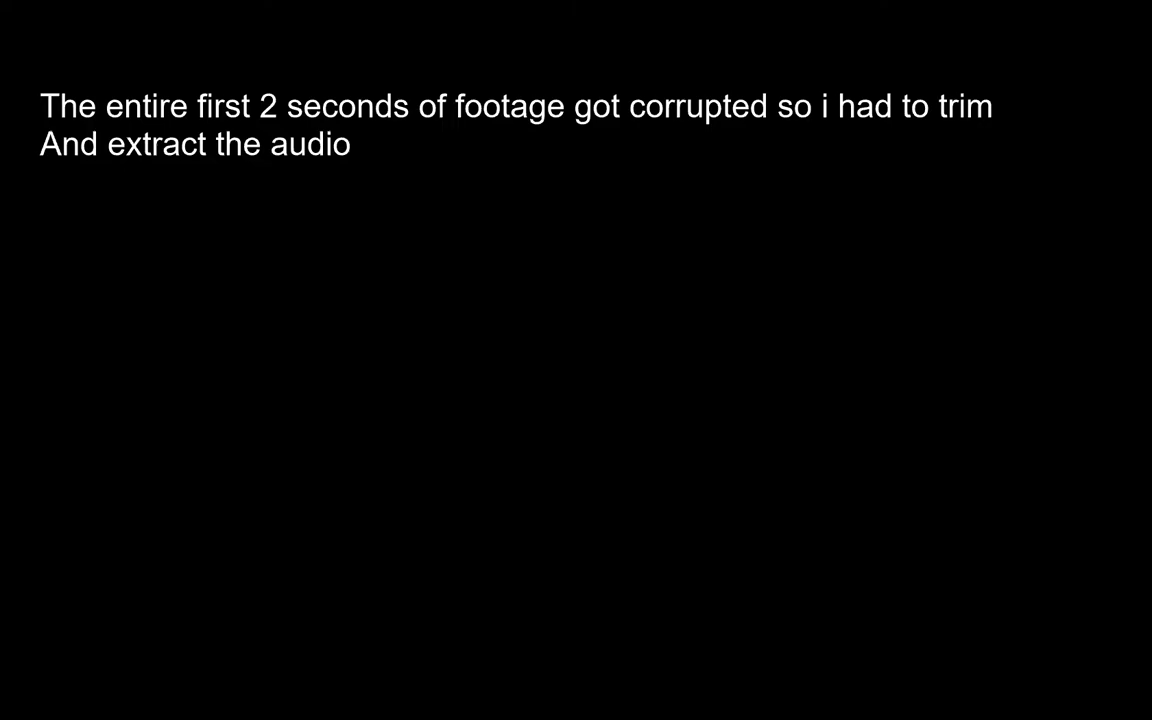 The entire first 2 seconds of footage got corrupted so i had to trim
And extract the audio